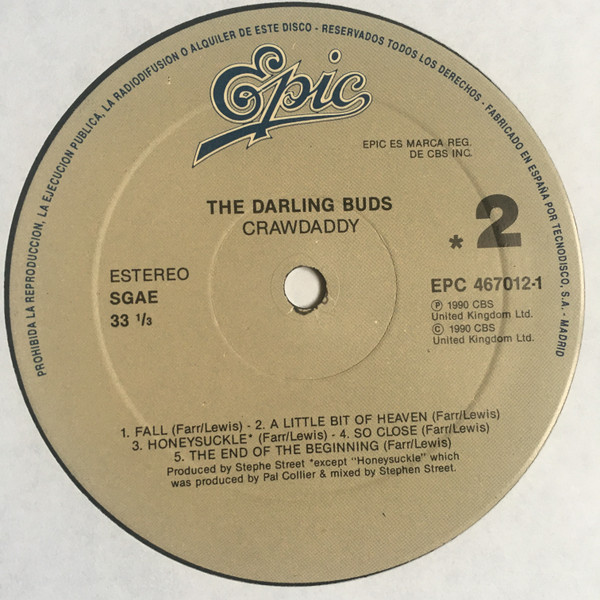 PROHIBIDA LA REPRODUCCION, LA EJECUCION PUBLICA, LA RADIODIFUSION O ALQUILER DE ESTE DISCO - RESERVADOS TODOS LOS DERECHOS - FABRICADO EN ESPAÑA POR TECNODISCO, S.A. - MADRID
Epic
EPIC ES MARCA REG.
DE CBS INC.
THE DARLING BUDS
CRAWDADDY
* 2
ESTEREO
SGAE
33 1/3
EPC 467012-1
Ⓟ 1990 CBS
United Kingdom Ltd.
© 1990 CBS
United Kingdom Ltd.
1. FALL (Farr/Lewis) - 2. A LITTLE BIT OF HEAVEN (Farr/Lewis)
3. HONEYSUCKLE* (Farr/Lewis) - 4. SO CLOSE (Farr/Lewis)
5. THE END OF THE BEGINNING (Farr/Lewis)
Produced by Stephe Street *except "Honeysuckle" which
was produced by Pal Collier & mixed by Stephen Street.